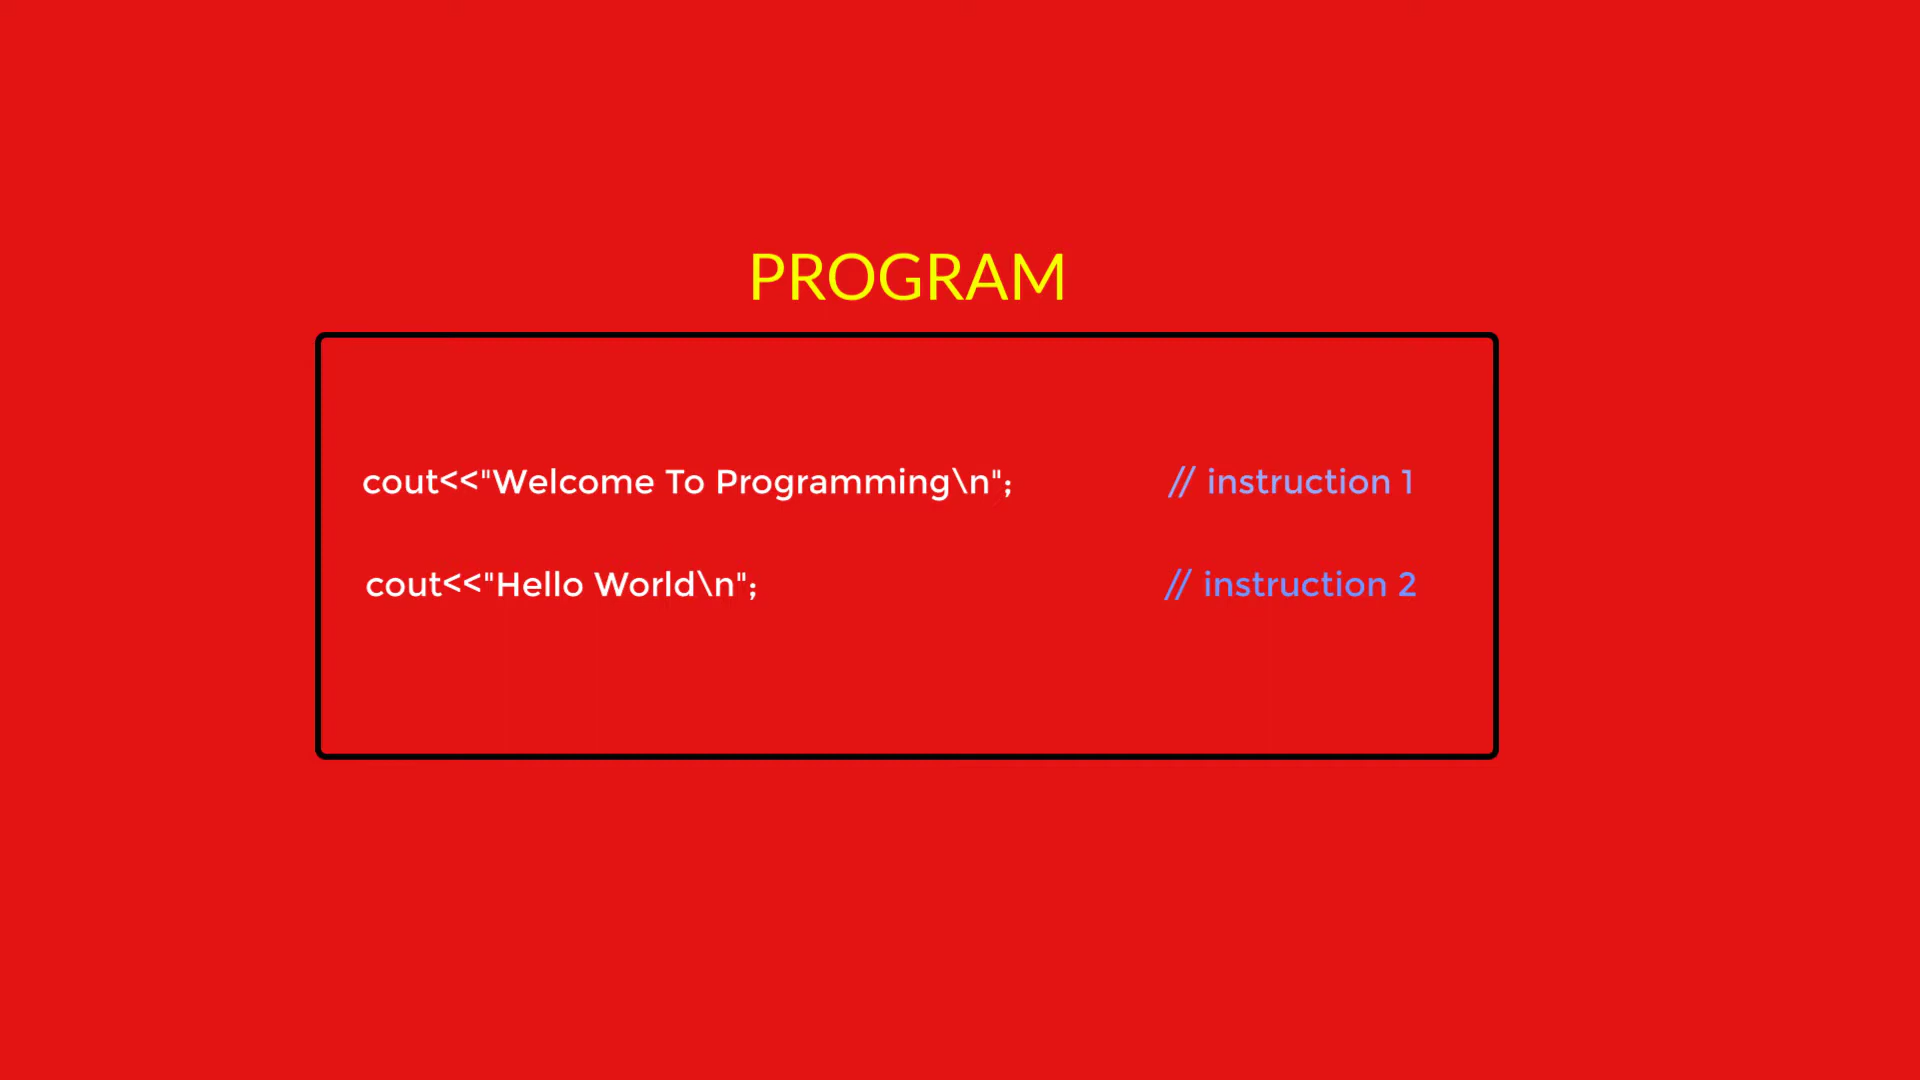 PROGRAM
cout<<"Welcome To Programming\n"; // instruction 1
cout<<"Hello World\n"; // instruction 2